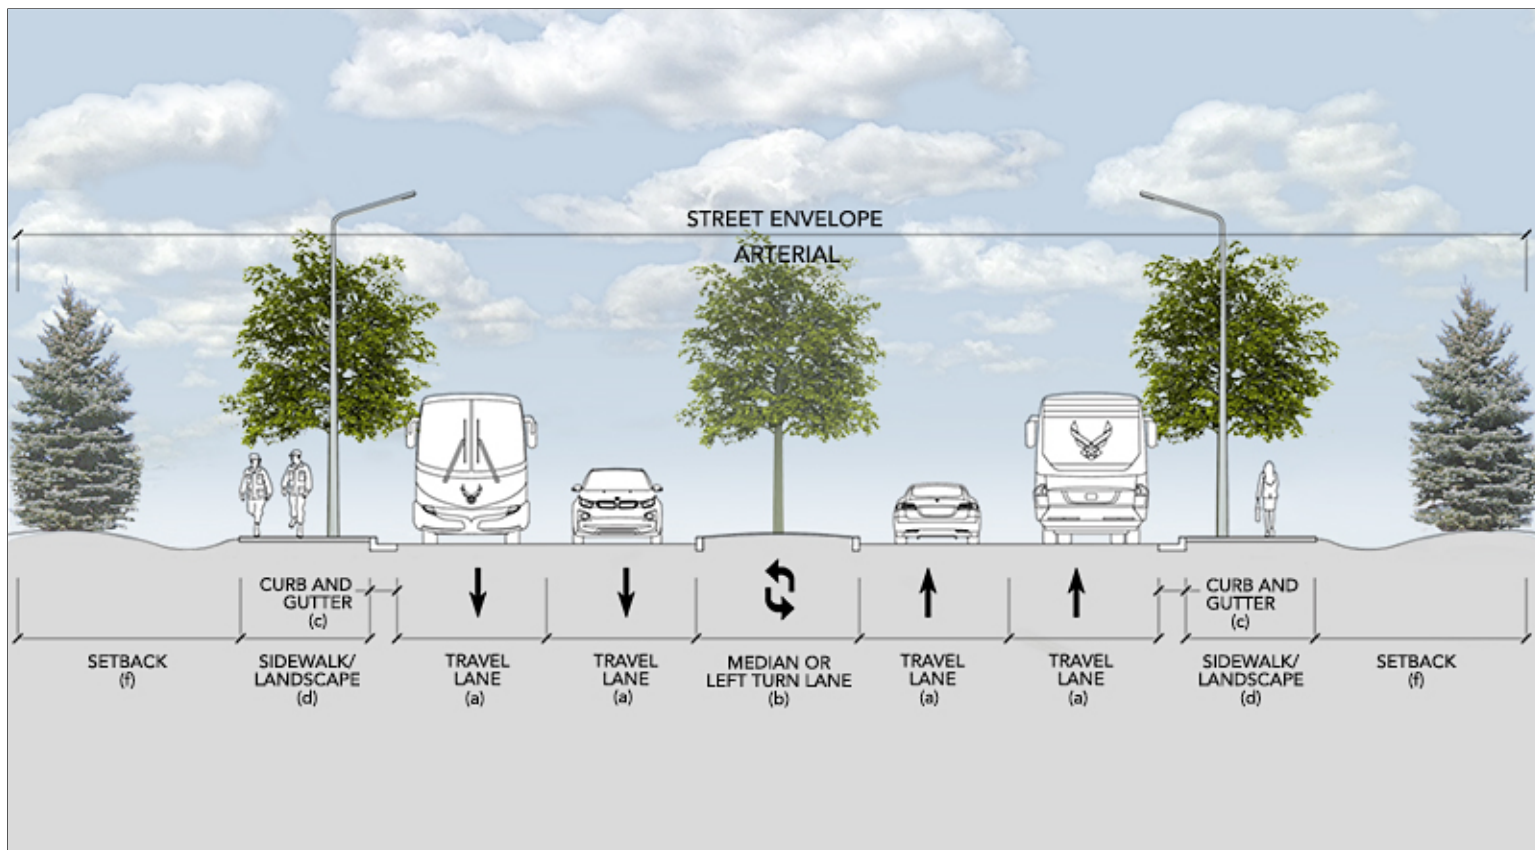 STREET ENVELOPE
ARTERIAL
CURB AND
GUTTER
(c)
CURB AND
GUTTER
(c)
SETBACK
(f)
SIDEWALK/
LANDSCAPE
(d)
TRAVEL
LANE
(a)
TRAVEL
LANE
(a)
MEDIAN OR
LEFT TURN LANE
(b)
TRAVEL
LANE
(a)
TRAVEL
LANE
(a)
SIDEWALK/
LANDSCAPE
(d)
SETBACK
(f)